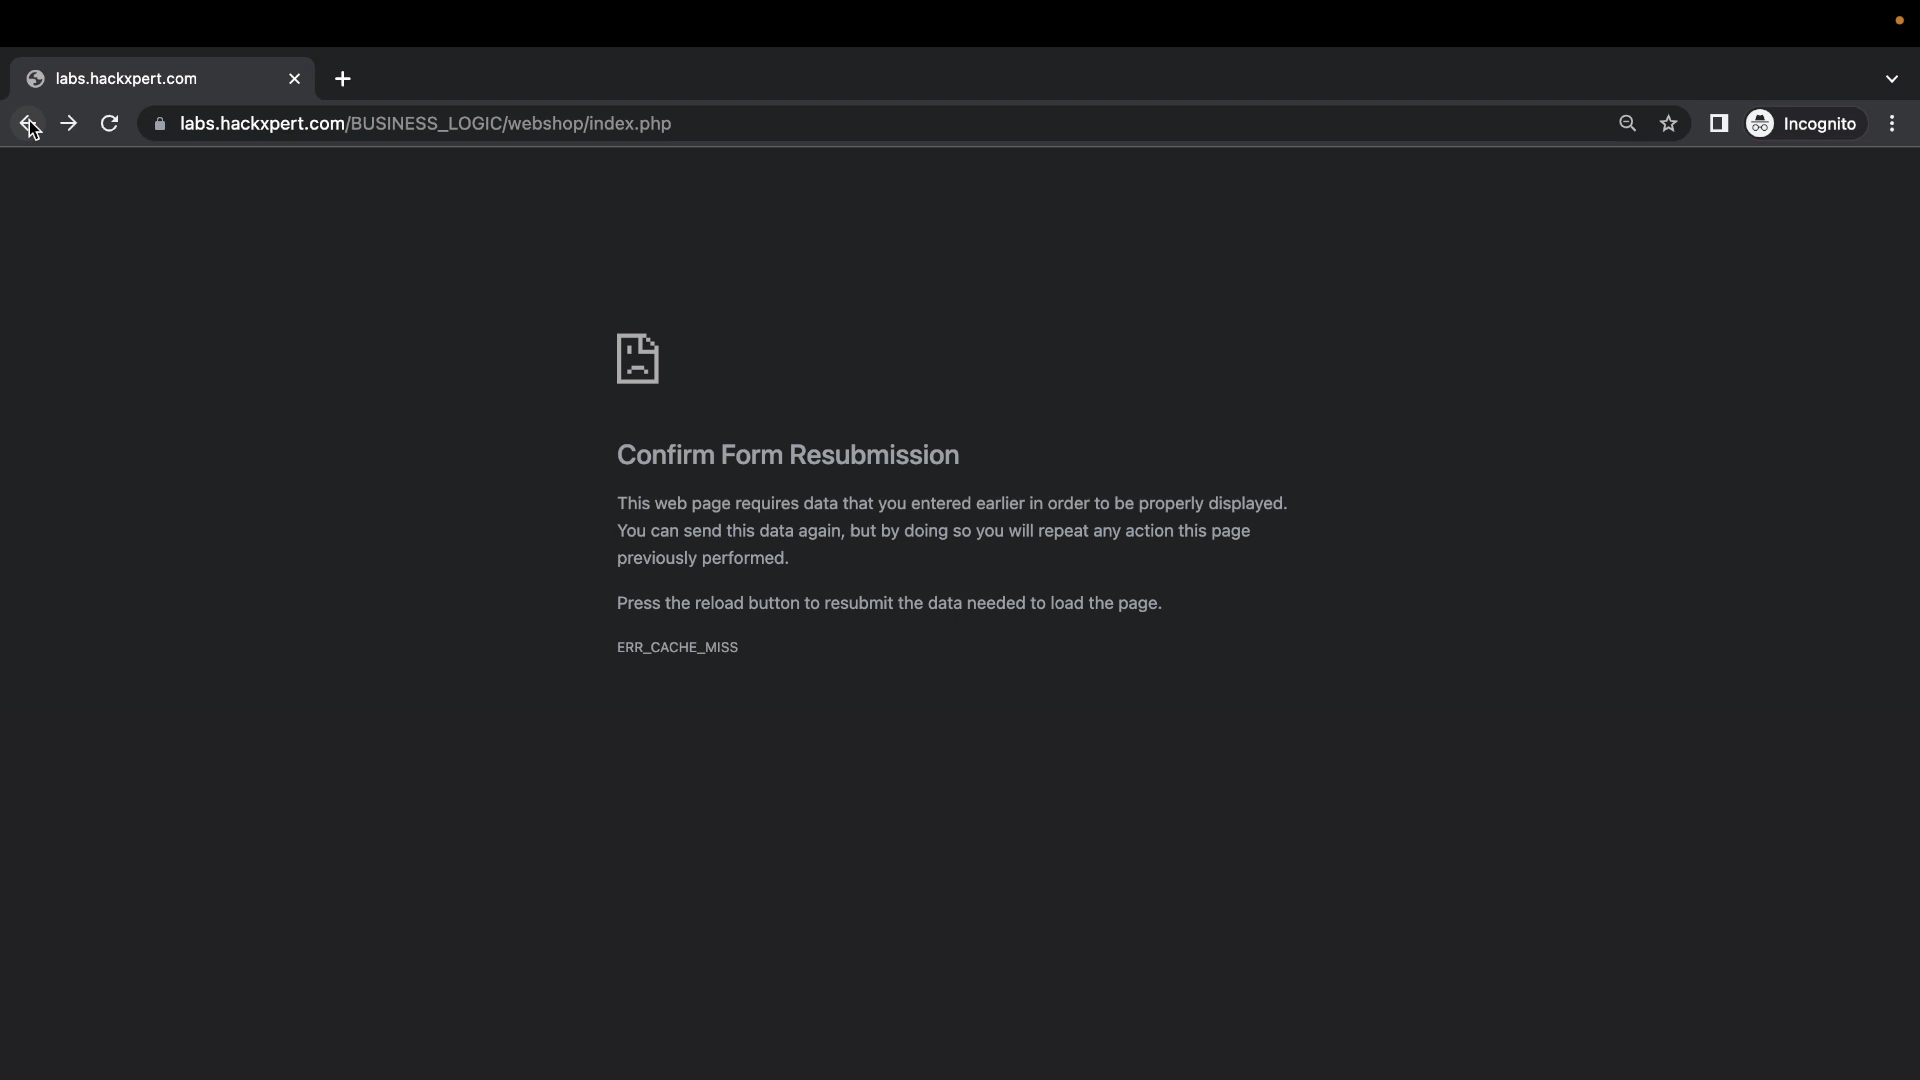 labs.hackxpert.com
labs.hackxpert.com/BUSINESS_LOGIC/webshop/index.php
Incognito
Confirm Form Resubmission
This web page requires data that you entered earlier in order to be properly displayed.
You can send this data again, but by doing so you will repeat any action this page
previously performed.
Press the reload button to resubmit the data needed to load the page.
ERR_CACHE_MISS